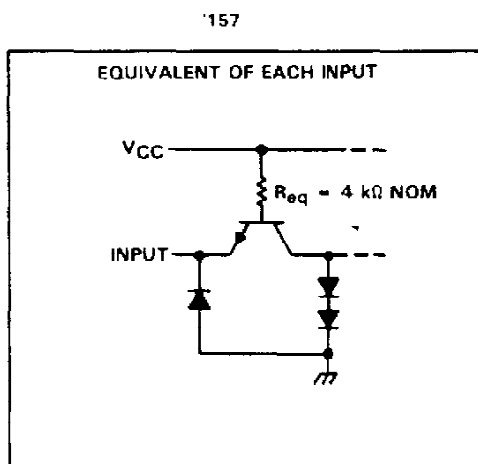 '157
EQUIVALENT OF EACH INPUT
VCC
Req = 4 kΩ NOM
INPUT